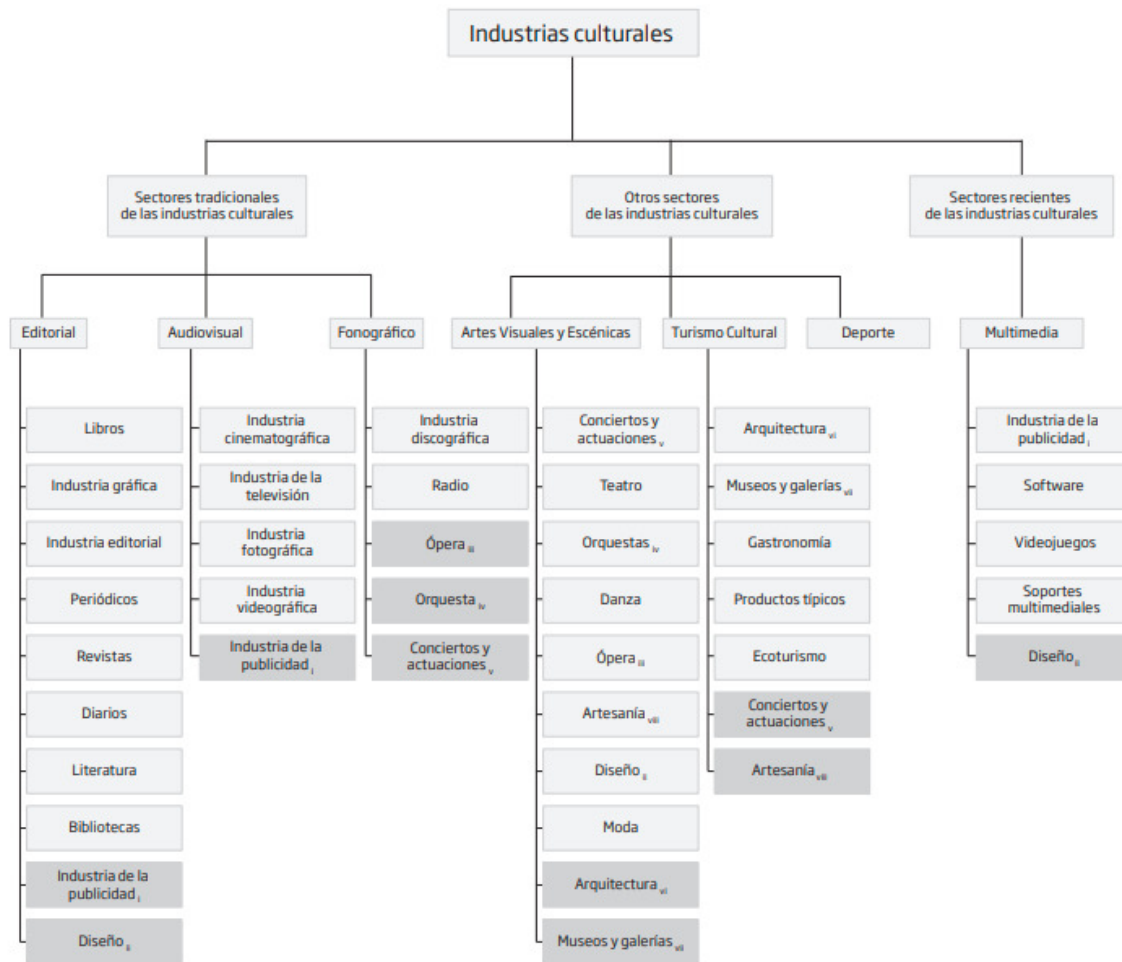 Industrias culturales
Sectores tradicionales
de las industrias culturales
Otros sectores
de las industrias culturales
Sectores recientes
de las industrias culturales
Editorial
Audiovisual
Fonográfico
Artes Visuales y Escénicas
Turismo Cultural
Deporte
Multimedia
Libros
Industria gráfica
Industria editorial
Periódicos
Revistas
Diarios
Literatura
Bibliotecas
Industria de la
publicidad i
Diseño ii
Industria
cinematográfica
Industria de la
televisión
Industria
fotográfica
Industria
videográfica
Industria de la
publicidad i
Industria
discográfica
Radio
Ópera iii
Orquesta iv
Conciertos y
actuaciones v
Conciertos y
actuaciones v
Teatro
Orquestas iv
Danza
Ópera iii
Artesanía viii
Diseño ii
Moda
Arquitectura vi
Museos y galerías vii
Arquitectura vi
Museos y galerías vii
Gastronomía
Productos típicos
Ecoturismo
Conciertos y
actuaciones v
Artesanía viii
Industria de la
publicidad i
Software
Videojuegos
Soportes
multimediales
Diseño ii